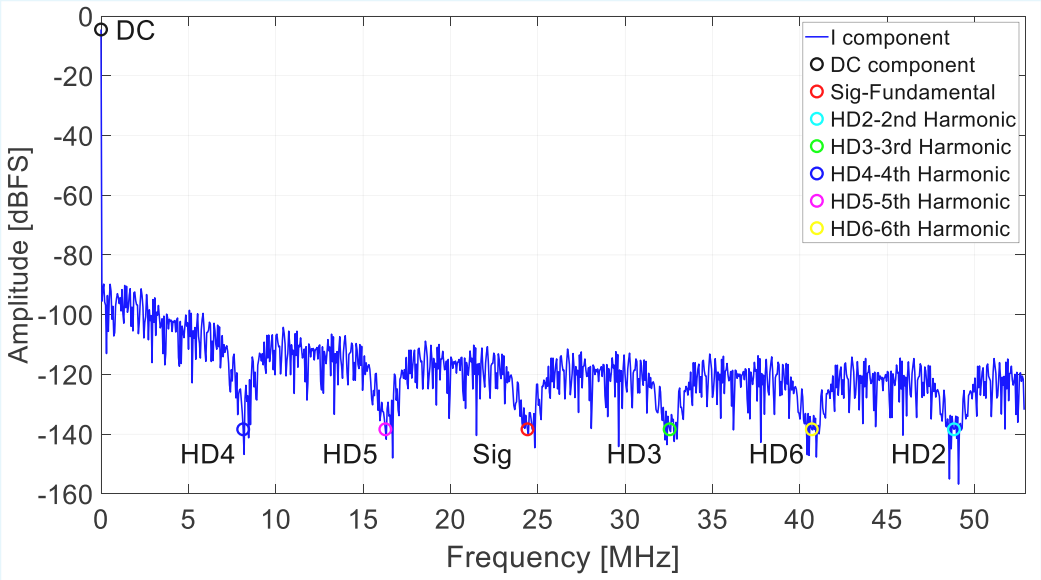 0
DC
I component
DC component
Sig-Fundamental
HD2-2nd Harmonic
HD3-3rd Harmonic
HD4-4th Harmonic
HD5-5th Harmonic
HD6-6th Harmonic
-20
-40
-60
-80
-100
-120
-140
-160
Amplitude [dBFS]
HD4 HD5 Sig HD3 HD6 HD2
0 5 10 15 20 25 30 35 40 45 50
Frequency [MHz]